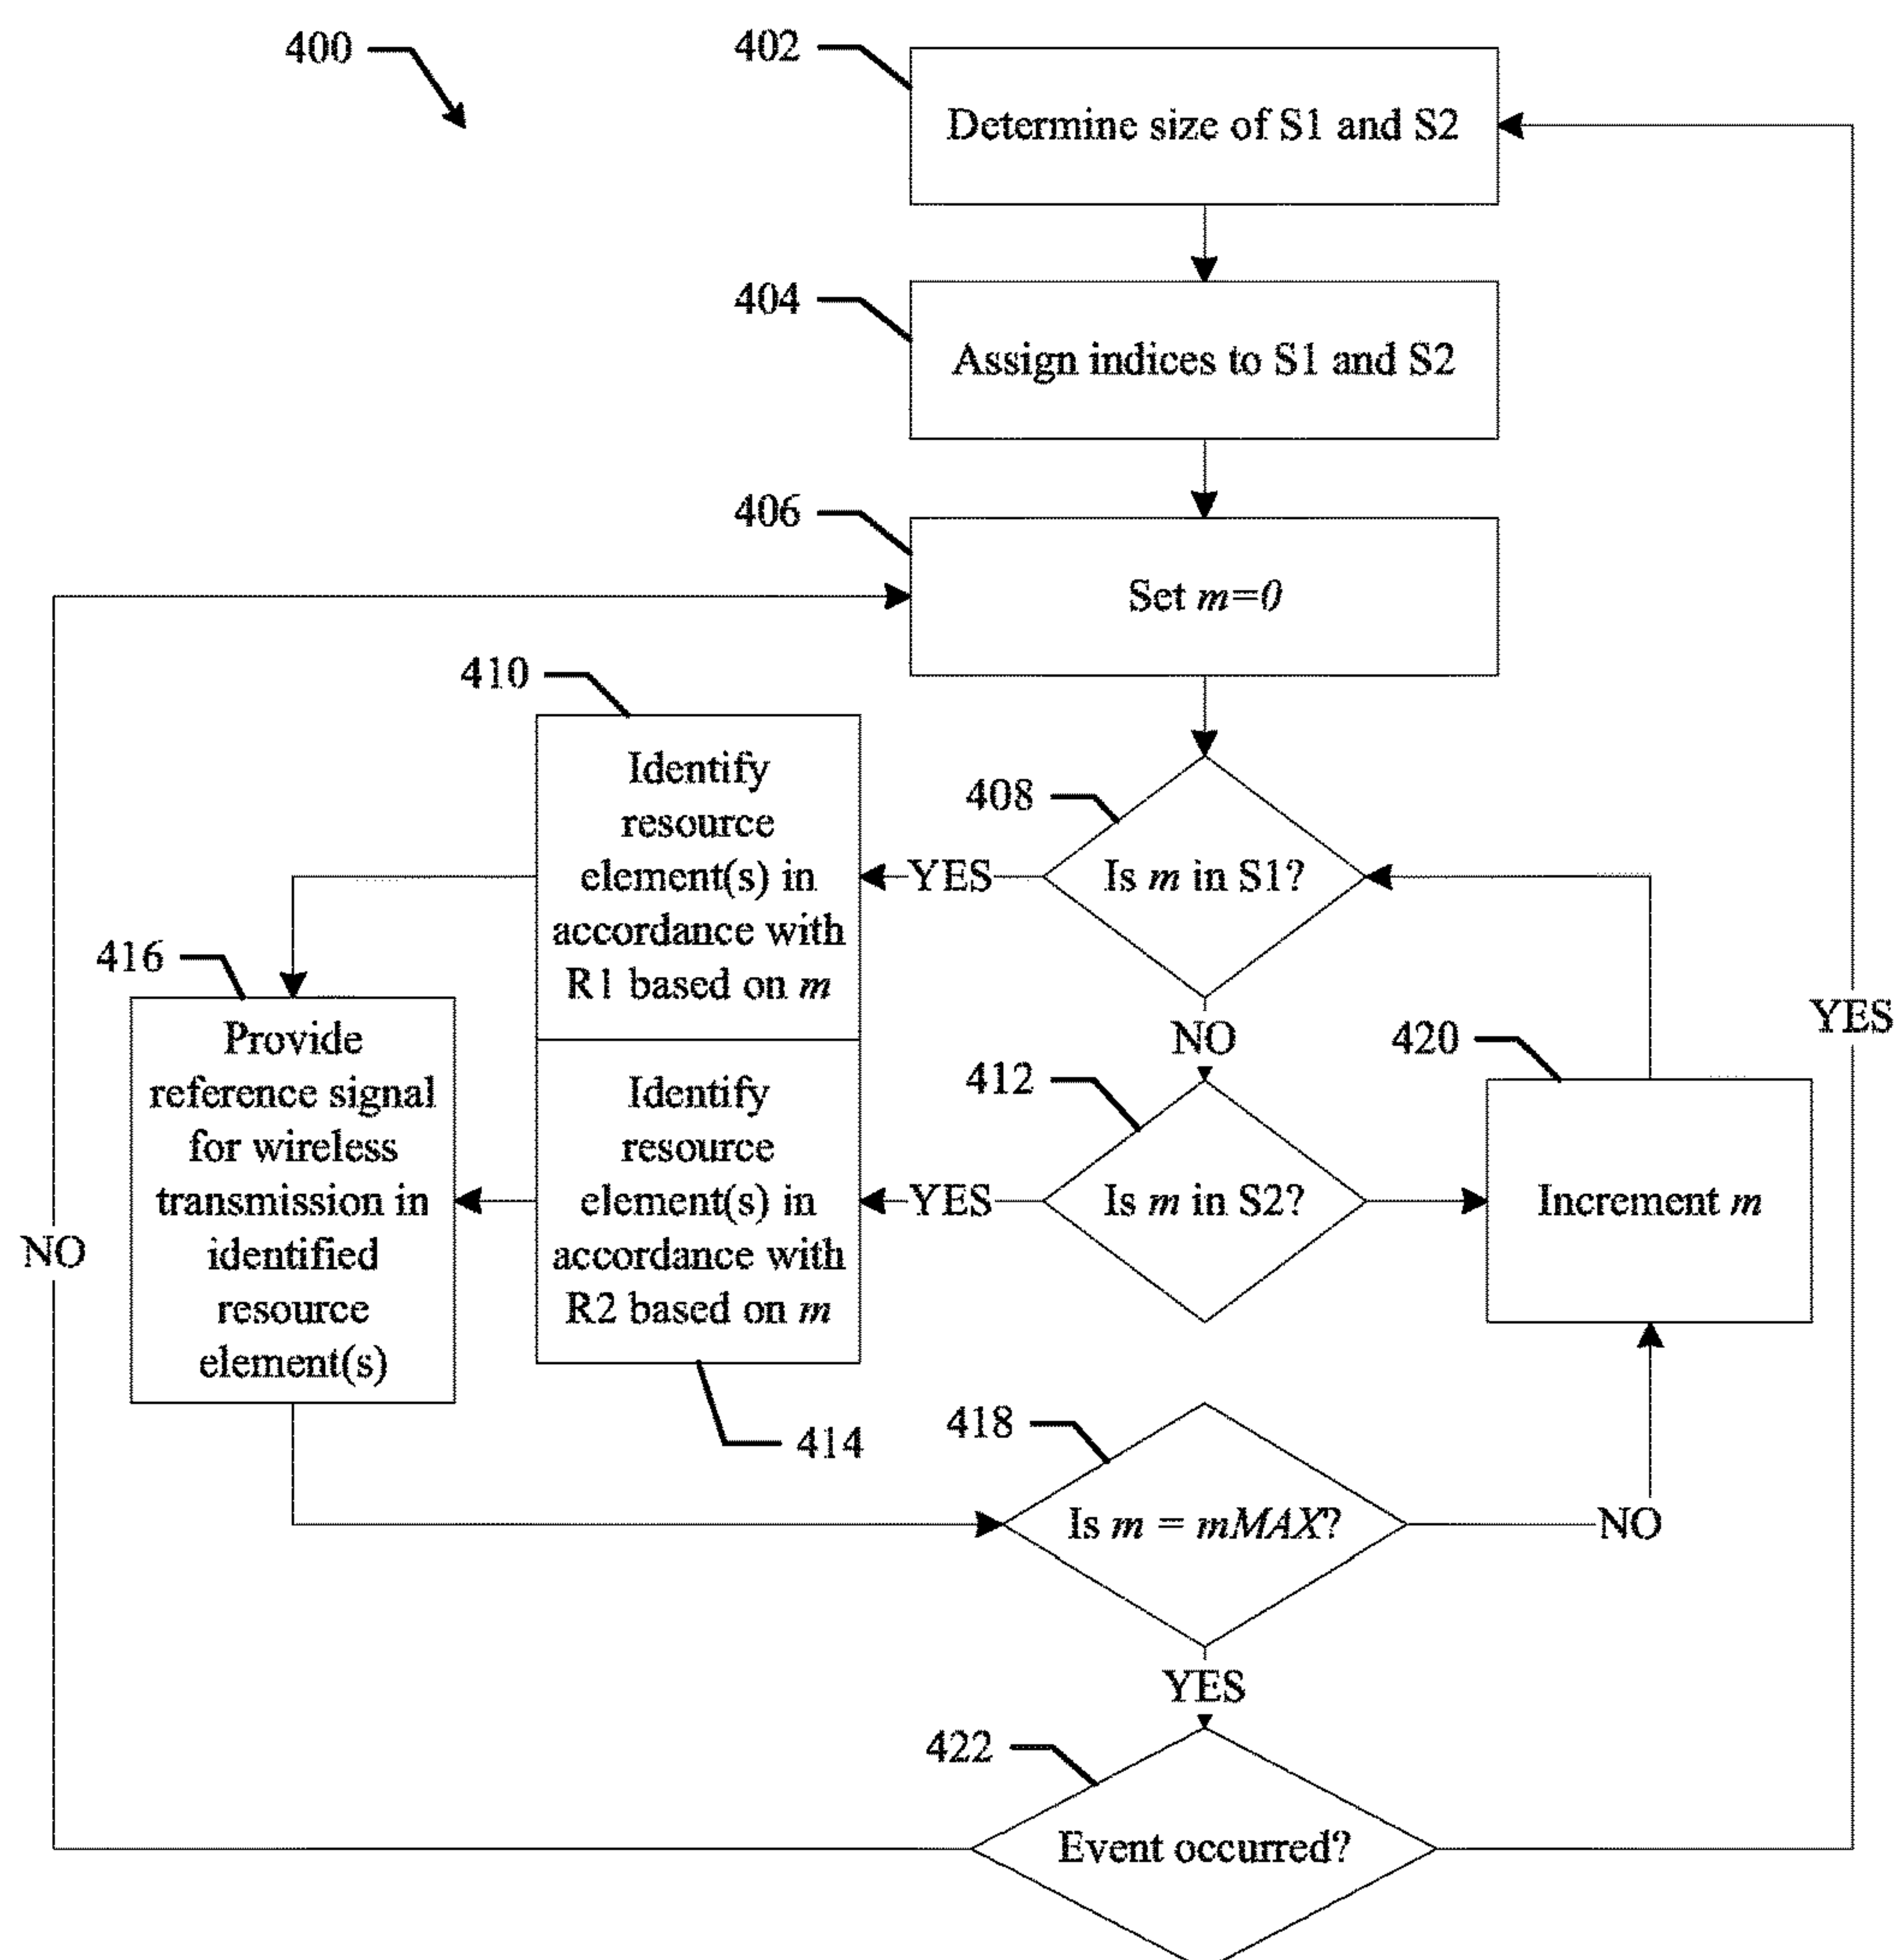 400
402
Determine size of S1 and S2
404
Assign indices to S1 and S2
406
Set m=0
410
Identify
resource
element(s) in
accordance with
R1 based on m
408
Is m in S1?
YES
NO
416
Provide
reference signal
for wireless
transmission in
identified
resource
element(s)
Identify
resource
element(s) in
accordance with
R2 based on m
414
412
Is m in S2?
YES
420
Increment m
YES
NO
418
Is m = mMAX?
NO
YES
422
Event occurred?